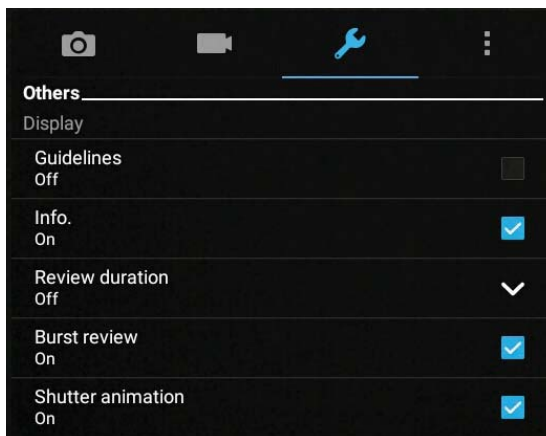 Others
Display
Guidelines
Off
Info.
On
Review duration
Off
Burst review
On
Shutter animation
On